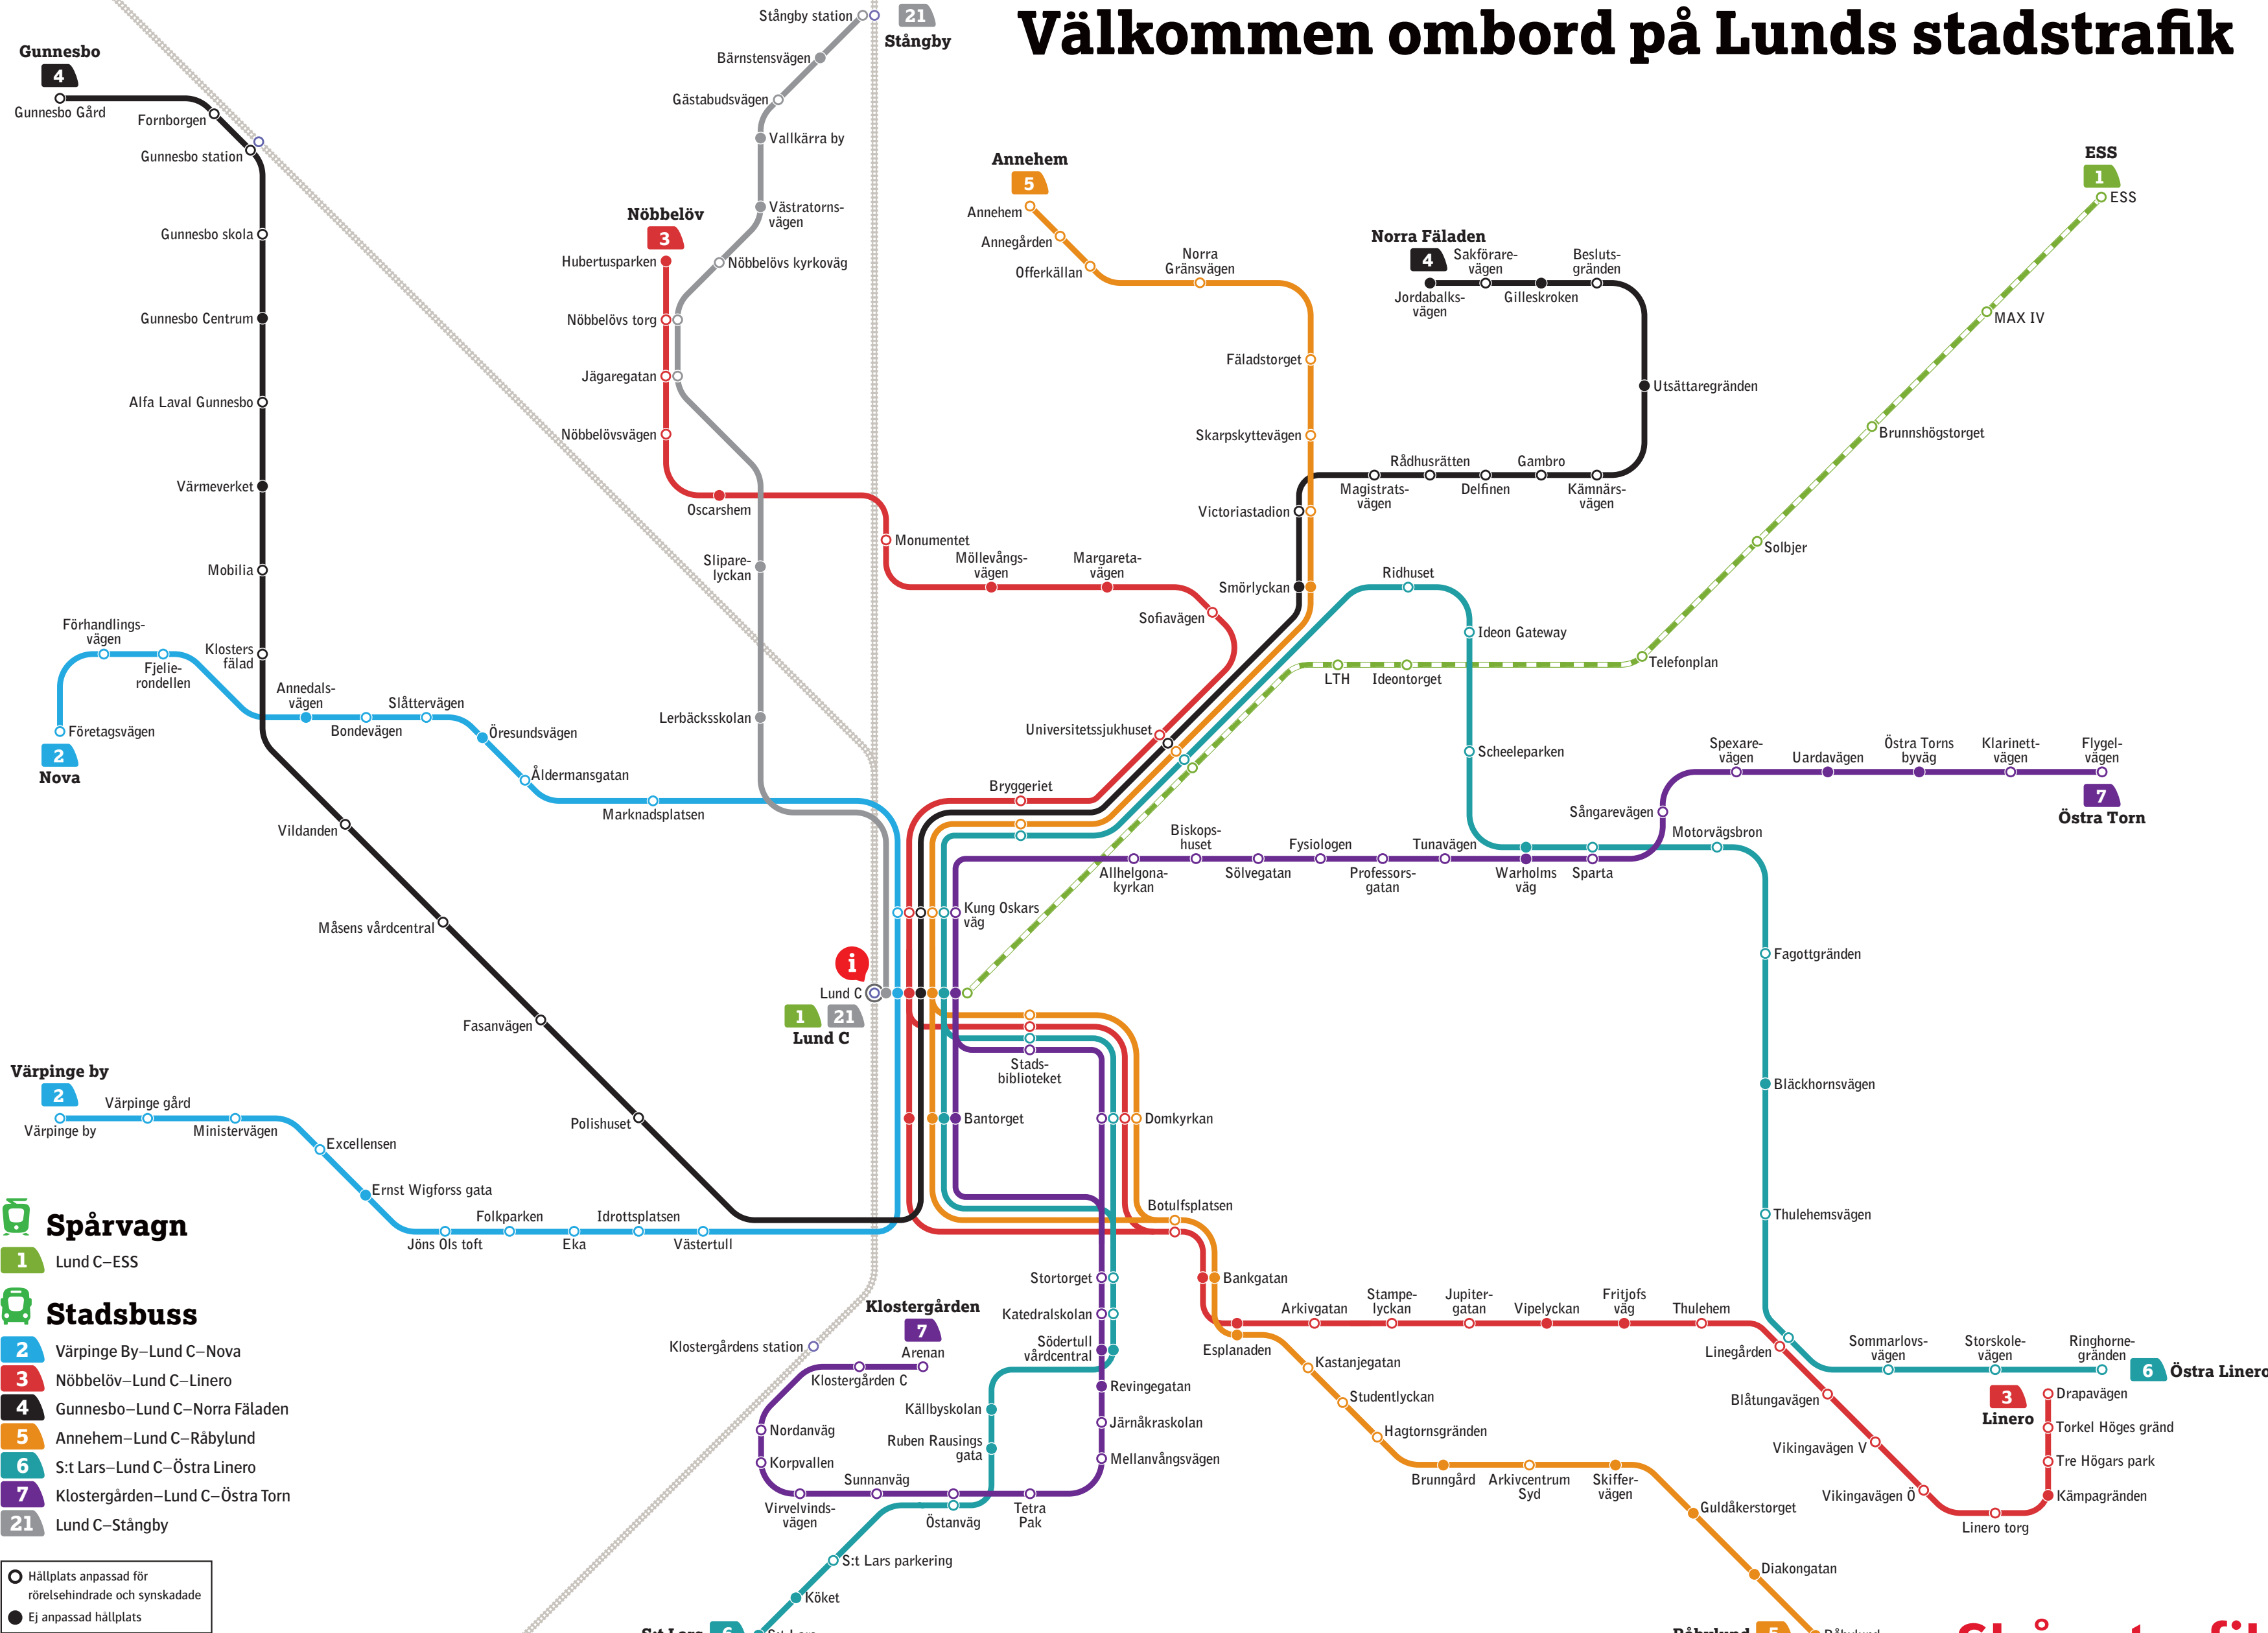 Välkommen ombord på Lunds stadstrafik
Stångby station
21
Stångby
Bärnstensvägen
Gästabudsvägen
Vallkärra by
Västratorns-
vägen
Nöbbelövs kyrkoväg
Gunnesbo
4
Gunnesbo Gård
Fornborgen
Gunnesbo station
Gunnesbo skola
Gunnesbo Centrum
Alfa Laval Gunnesbo
Värmeverket
Mobilia
Klosters
fälad
Nöbbelöv
3
Hubertusparken
Nöbbelövs torg
Jägaregatan
Nöbbelövsvägen
Oscarshem
Slipare-
lyckan
Lerbäcksskolan
Monumentet
Möllevångs-
vägen
Margareta-
vägen
Sofiavägen
Annehem
5
Annehem
Annegården
Offerkällan
Norra
Gränsvägen
Fäladstorget
Skarpskyttevägen
Victoriastadion
Smörlyckan
Norra Fäladen
4
Jordabalks-
vägen
Sakförare-
vägen
Gilleskroken
Besluts-
gränden
Utsättaregränden
Magistrats-
vägen
Rådhusrätten
Delfinen
Gambro
Kämnärs-
vägen
ESS
1
ESS
MAX IV
Brunnshögstorget
Solbjer
Telefonplan
LTH
Ideontorget
Ridhuset
Ideon Gateway
Scheeleparken
Förhandlings-
vägen
Fjelie-
rondellen
Företagsvägen
2
Nova
Annedals-
vägen
Bondevägen
Slåttervägen
Öresundsvägen
Åldermansgatan
Marknadsplatsen
Vildanden
Måsens vårdcentral
Fasanvägen
Polishuset
Universitetssjukhuset
Bryggeriet
Spexare-
vägen
Uardavägen
Östra Torns
byväg
Klarinett-
vägen
Flygel-
vägen
7
Östra Torn
Sångarevägen
Motorvägsbron
Allhelgona-
kyrkan
Biskops-
huset
Sölvegatan
Fysiologen
Professors-
gatan
Tunavägen
Warholms
väg
Sparta
Kung Oskars
väg
i
Lund C
1
21
Lund C
Stads-
biblioteket
Bantorget
Domkyrkan
Botulfsplatsen
Fagottgränden
Bläckhornsvägen
Thulehemsvägen
Värpinge by
2
Värpinge by
Värpinge gård
Ministervägen
Excellensen
Ernst Wigforss gata
Jöns Ols toft
Folkparken
Eka
Idrottsplatsen
Västertull
Stortorget
Katedralskolan
Södertull
vårdcentral
Revingegatan
Järnåkraskolan
Mellanvångsvägen
Bankgatan
Esplanaden
Arkivgatan
Stampe-
lyckan
Jupiter-
gatan
Vipelyckan
Fritjofs
väg
Thulehem
Linegården
Sommarlovs-
vägen
Storskole-
vägen
Ringhorne-
gränden
6
Östra Linero
Blåtungavägen
Vikingavägen V
Vikingavägen Ö
Linero torg
3
Linero
Drapavägen
Torkel Höges gränd
Tre Högars park
Kämpagränden
Kastanjegatan
Studentlyckan
Hagtornsgränden
Brunngård
Arkivcentrum
Syd
Skiffer-
vägen
Guldåkerstorget
Diakongatan
Klostergårdens station
Klostergården
7
Arenan
Klostergården C
Nordanväg
Korpvallen
Virvelvinds-
vägen
Sunnanväg
Östanväg
Tetra
Pak
Källbyskolan
Ruben Rausings
gata
S:t Lars parkering
Köket
S:t Lars
6
S:t Lars
Råbylund
5
Råbylund
Skånetrafik
Spårvagn
1 Lund C–ESS
Stadsbuss
2 Värpinge By–Lund C–Nova
3 Nöbbelöv–Lund C–Linero
4 Gunnesbo–Lund C–Norra Fäladen
5 Annehem–Lund C–Råbylund
6 S:t Lars–Lund C–Östra Linero
7 Klostergården–Lund C–Östra Torn
21 Lund C–Stångby
Hållplats anpassad för
rörelsehindrade och synskadade
Ej anpassad hållplats